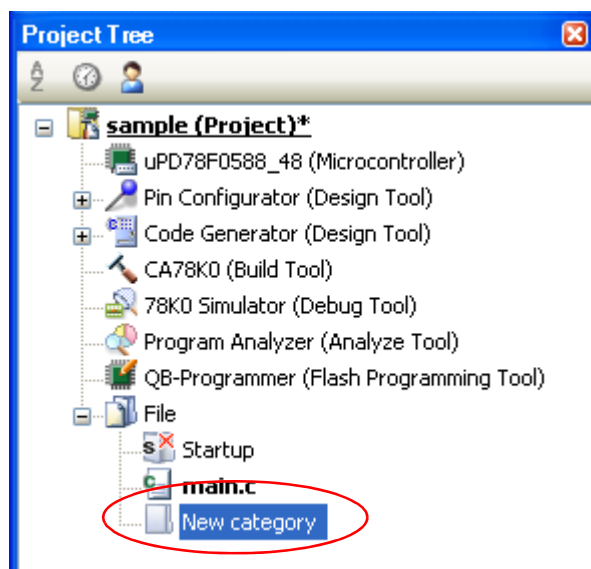 Project Tree
sample (Project)*
uPD78F0588_48 (Microcontroller)
Pin Configurator (Design Tool)
Code Generator (Design Tool)
CA78K0 (Build Tool)
78K0 Simulator (Debug Tool)
Program Analyzer (Analyze Tool)
QB-Programmer (Flash Programming Tool)
File
Startup
main.c
New category